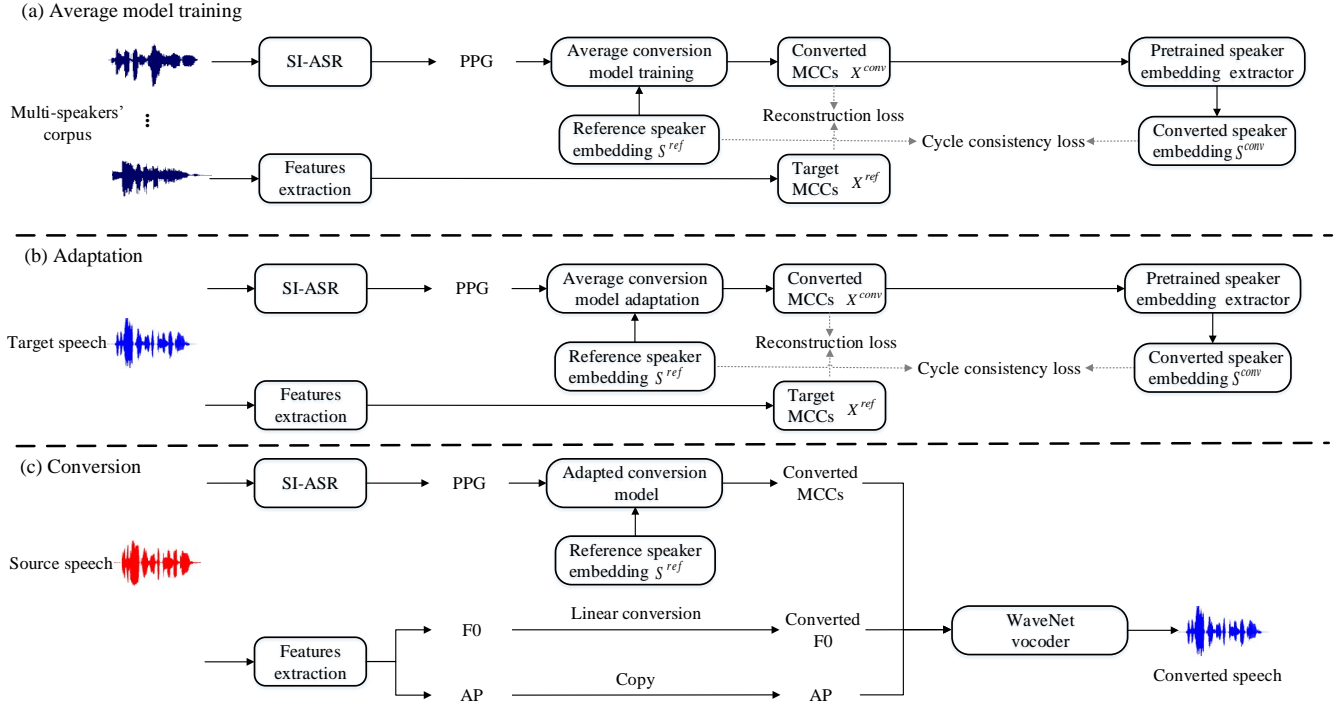 (a) Average model training
SI-ASR
PPG
Average conversion
model training
Converted
MCCs X^conv
Pretrained speaker
embedding extractor
Multi-speakers'
corpus
Reference speaker
embedding S^ref
Reconstruction loss
Cycle consistency loss
Converted speaker
embedding S^conv
Features
extraction
Target
MCCs X^ref
(b) Adaptation
SI-ASR
PPG
Average conversion
model adaptation
Converted
MCCs X^conv
Pretrained speaker
embedding extractor
Target speech
Reference speaker
embedding S^ref
Reconstruction loss
Cycle consistency loss
Converted speaker
embedding S^conv
Features
extraction
Target
MCCs X^ref
(c) Conversion
SI-ASR
PPG
Adapted conversion
model
Converted
MCCs
Source speech
Reference speaker
embedding S^ref
Features
extraction
F0
Linear conversion
Converted
F0
WaveNet
vocoder
AP
Copy
AP
Converted speech